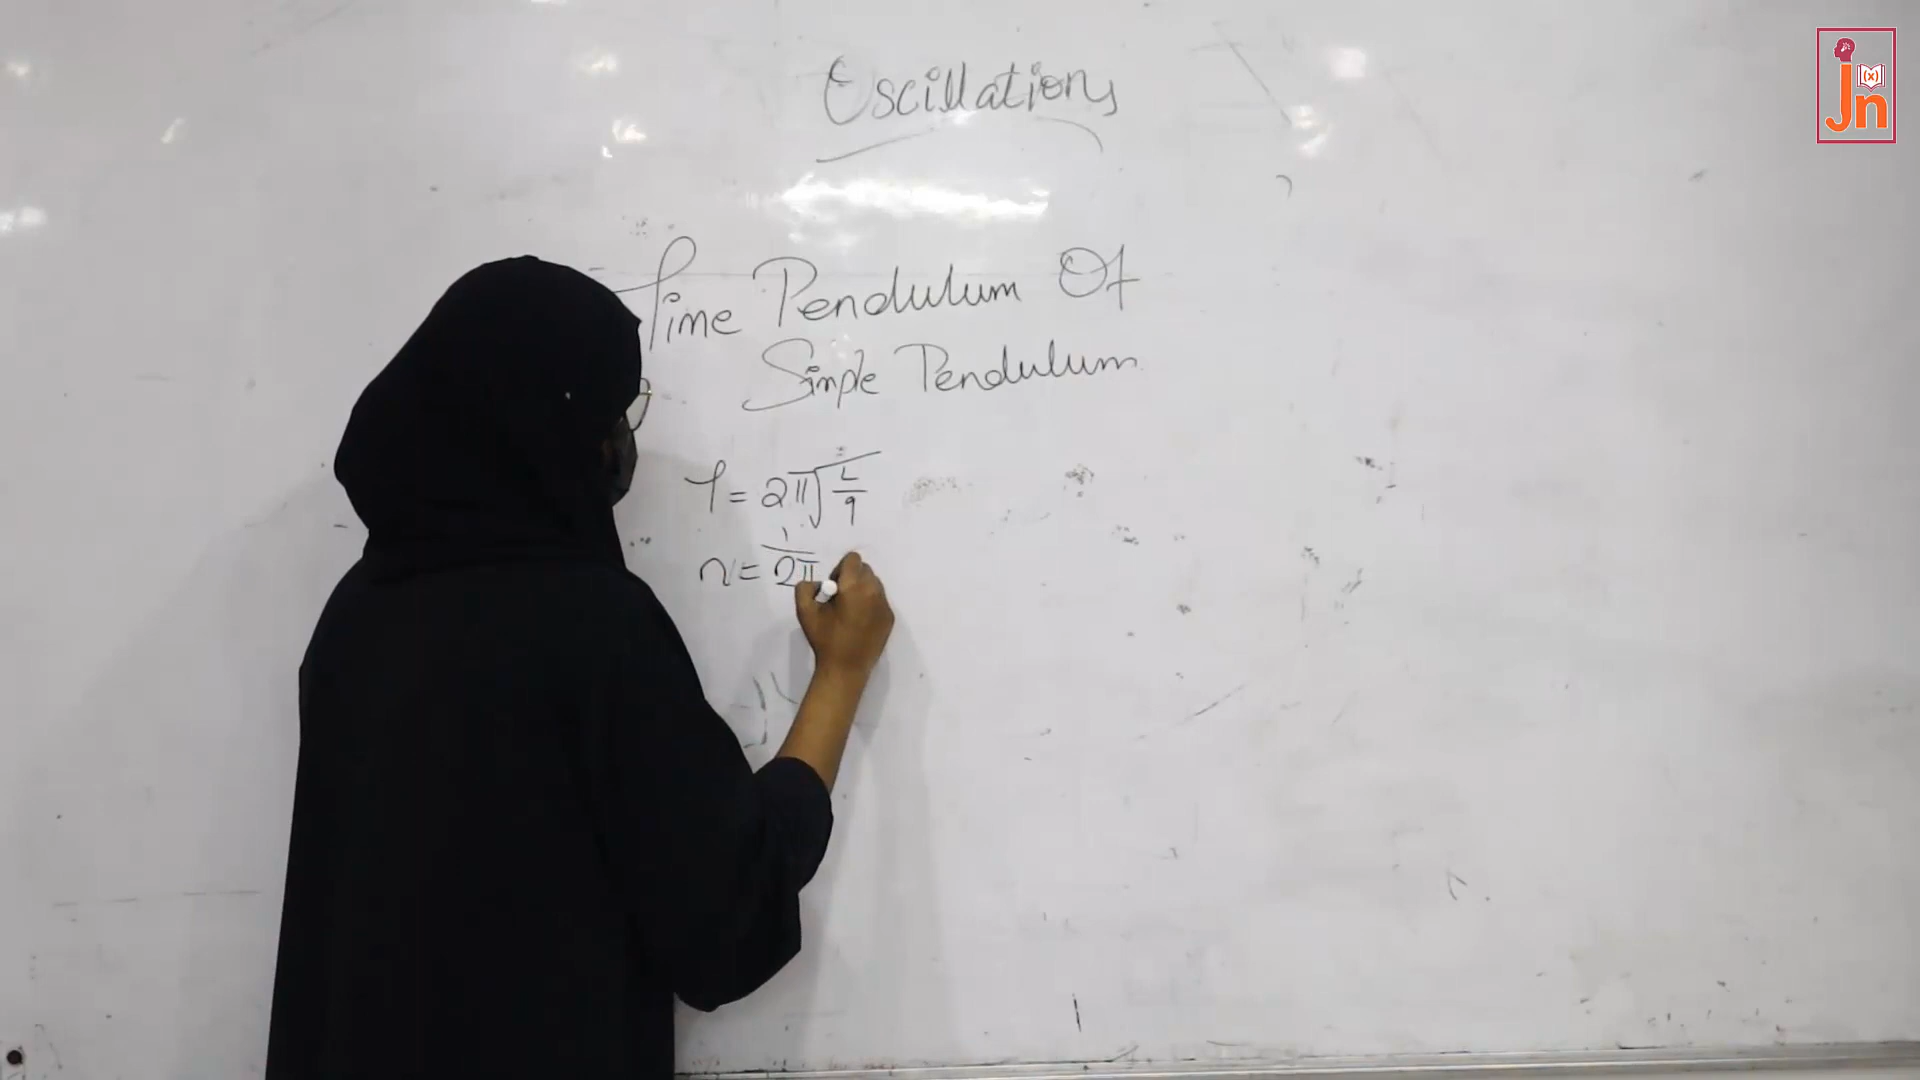 Oscillations
Time Pendulum Of
Simple Pendulum
T = 2π√(L/g)
n = 1/2π
Jn
(x)